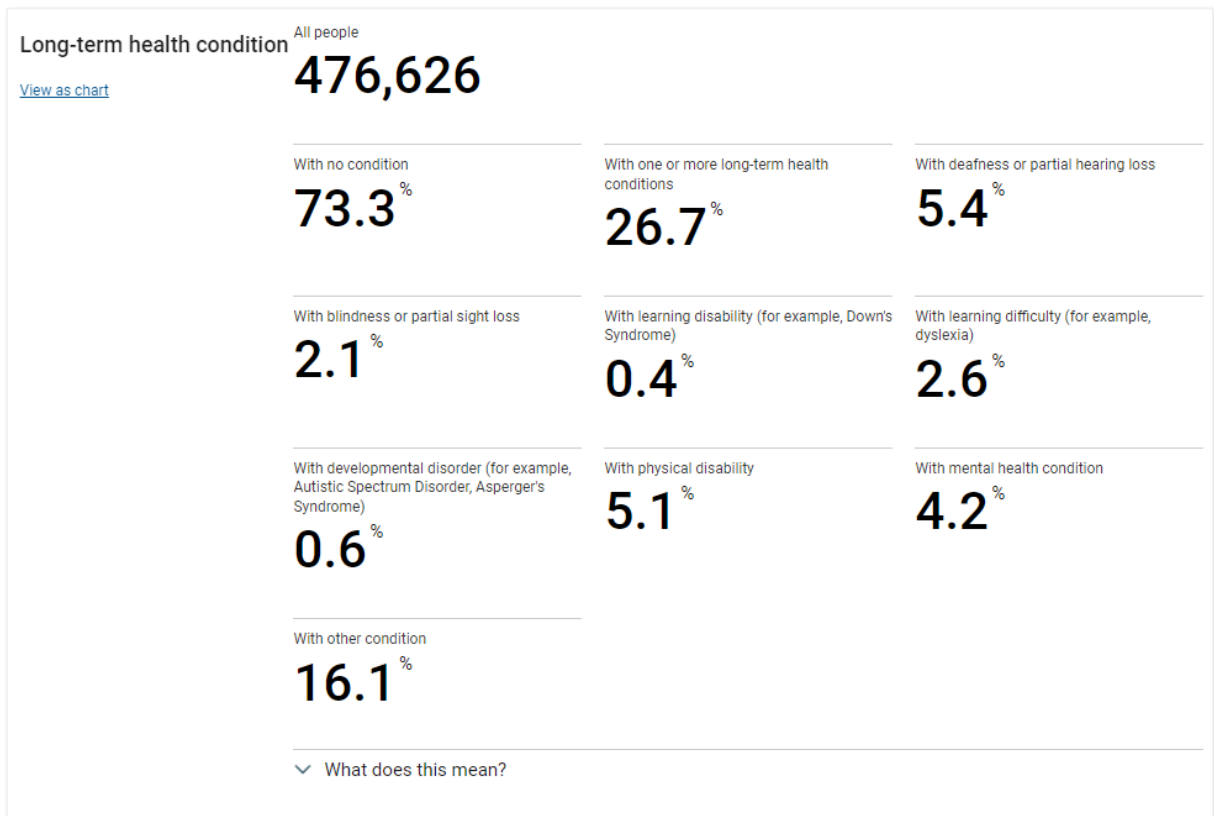 Long-term health condition
View as chart
All people
476,626
With no condition
73.3%
With one or more long-term health
conditions
26.7%
With deafness or partial hearing loss
5.4%
With blindness or partial sight loss
2.1%
With learning disability (for example, Down's
Syndrome)
0.4%
With learning difficulty (for example,
dyslexia)
2.6%
With developmental disorder (for example,
Autistic Spectrum Disorder, Asperger's
Syndrome)
0.6%
With physical disability
5.1%
With mental health condition
4.2%
With other condition
16.1%
What does this mean?